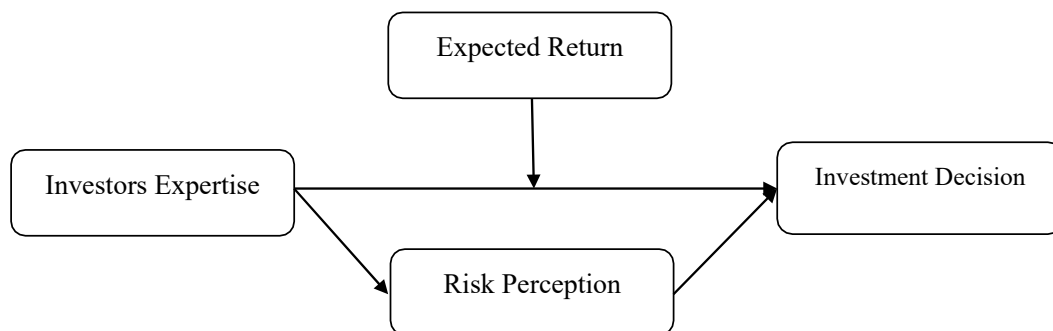 Expected Return
Investors Expertise
Investment Decision
Risk Perception